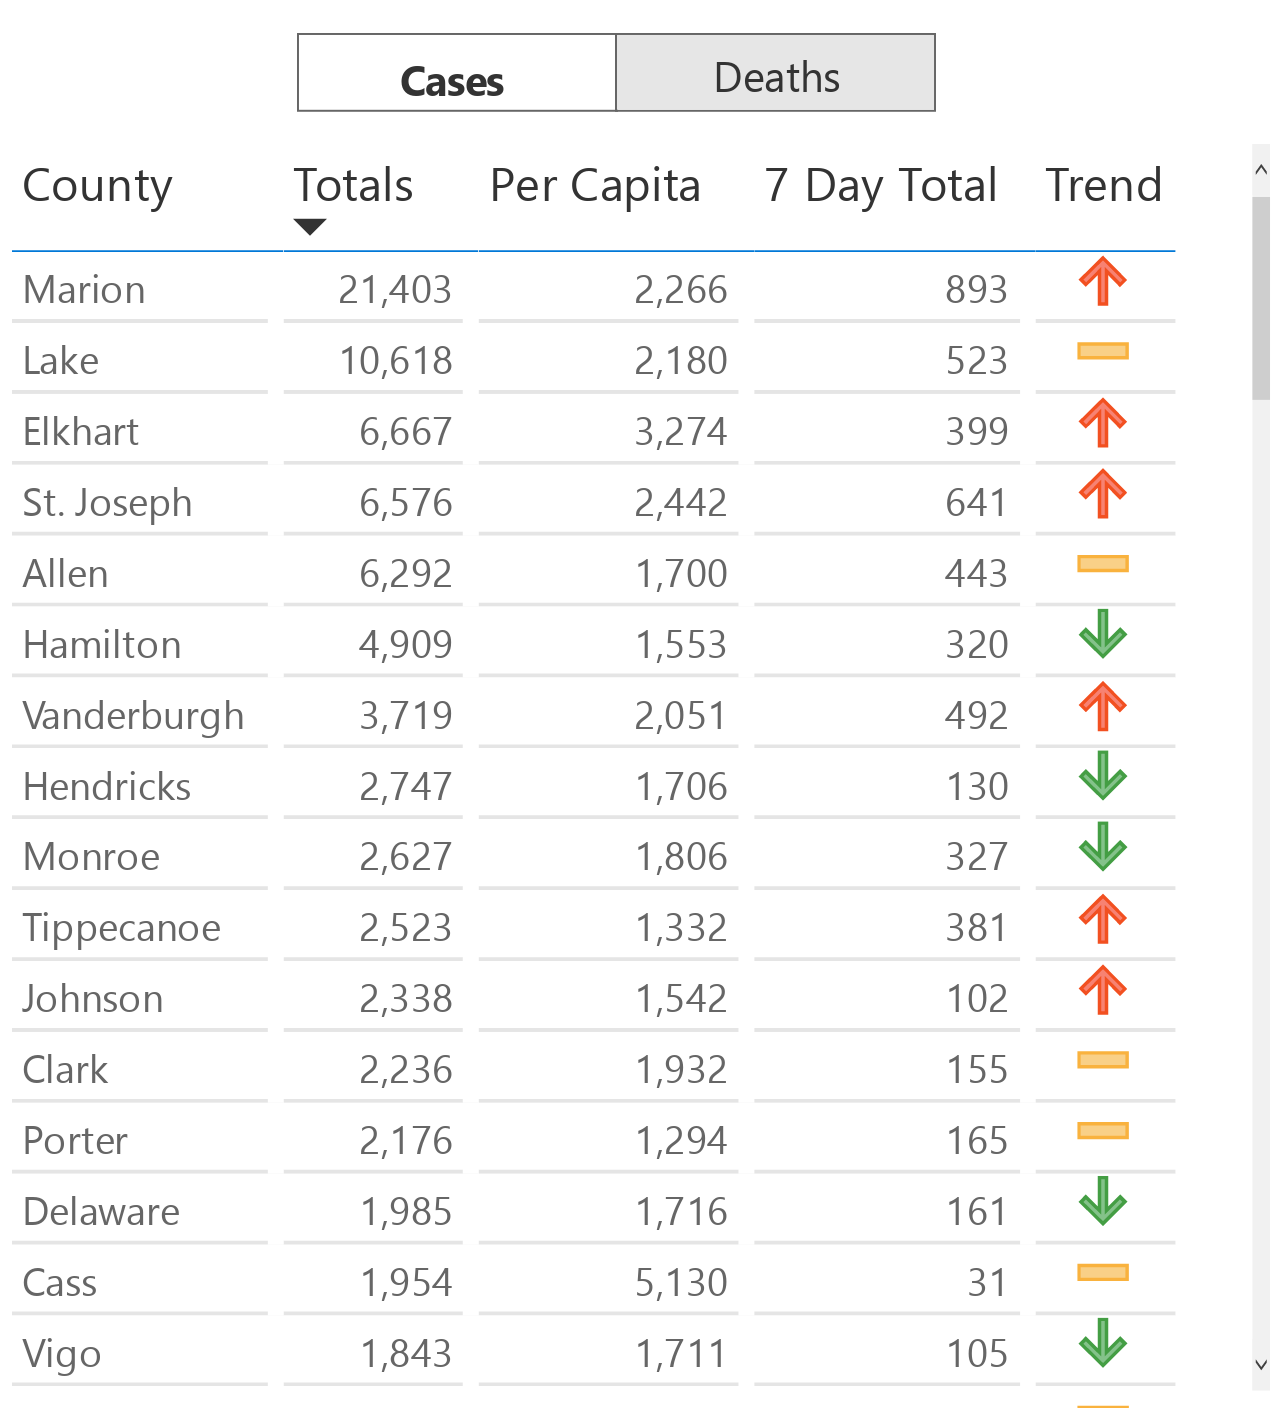 Cases Deaths
County Totals Per Capita 7 Day Total Trend
Marion 21,403 2,266 893
Lake 10,618 2,180 523
Elkhart 6,667 3,274 399
St. Joseph 6,576 2,442 641
Allen 6,292 1,700 443
Hamilton 4,909 1,553 320
Vanderburgh 3,719 2,051 492
Hendricks 2,747 1,706 130
Monroe 2,627 1,806 327
Tippecanoe 2,523 1,332 381
Johnson 2,338 1,542 102
Clark 2,236 1,932 155
Porter 2,176 1,294 165
Delaware 1,985 1,716 161
Cass 1,954 5,130 31
Vigo 1,843 1,711 105